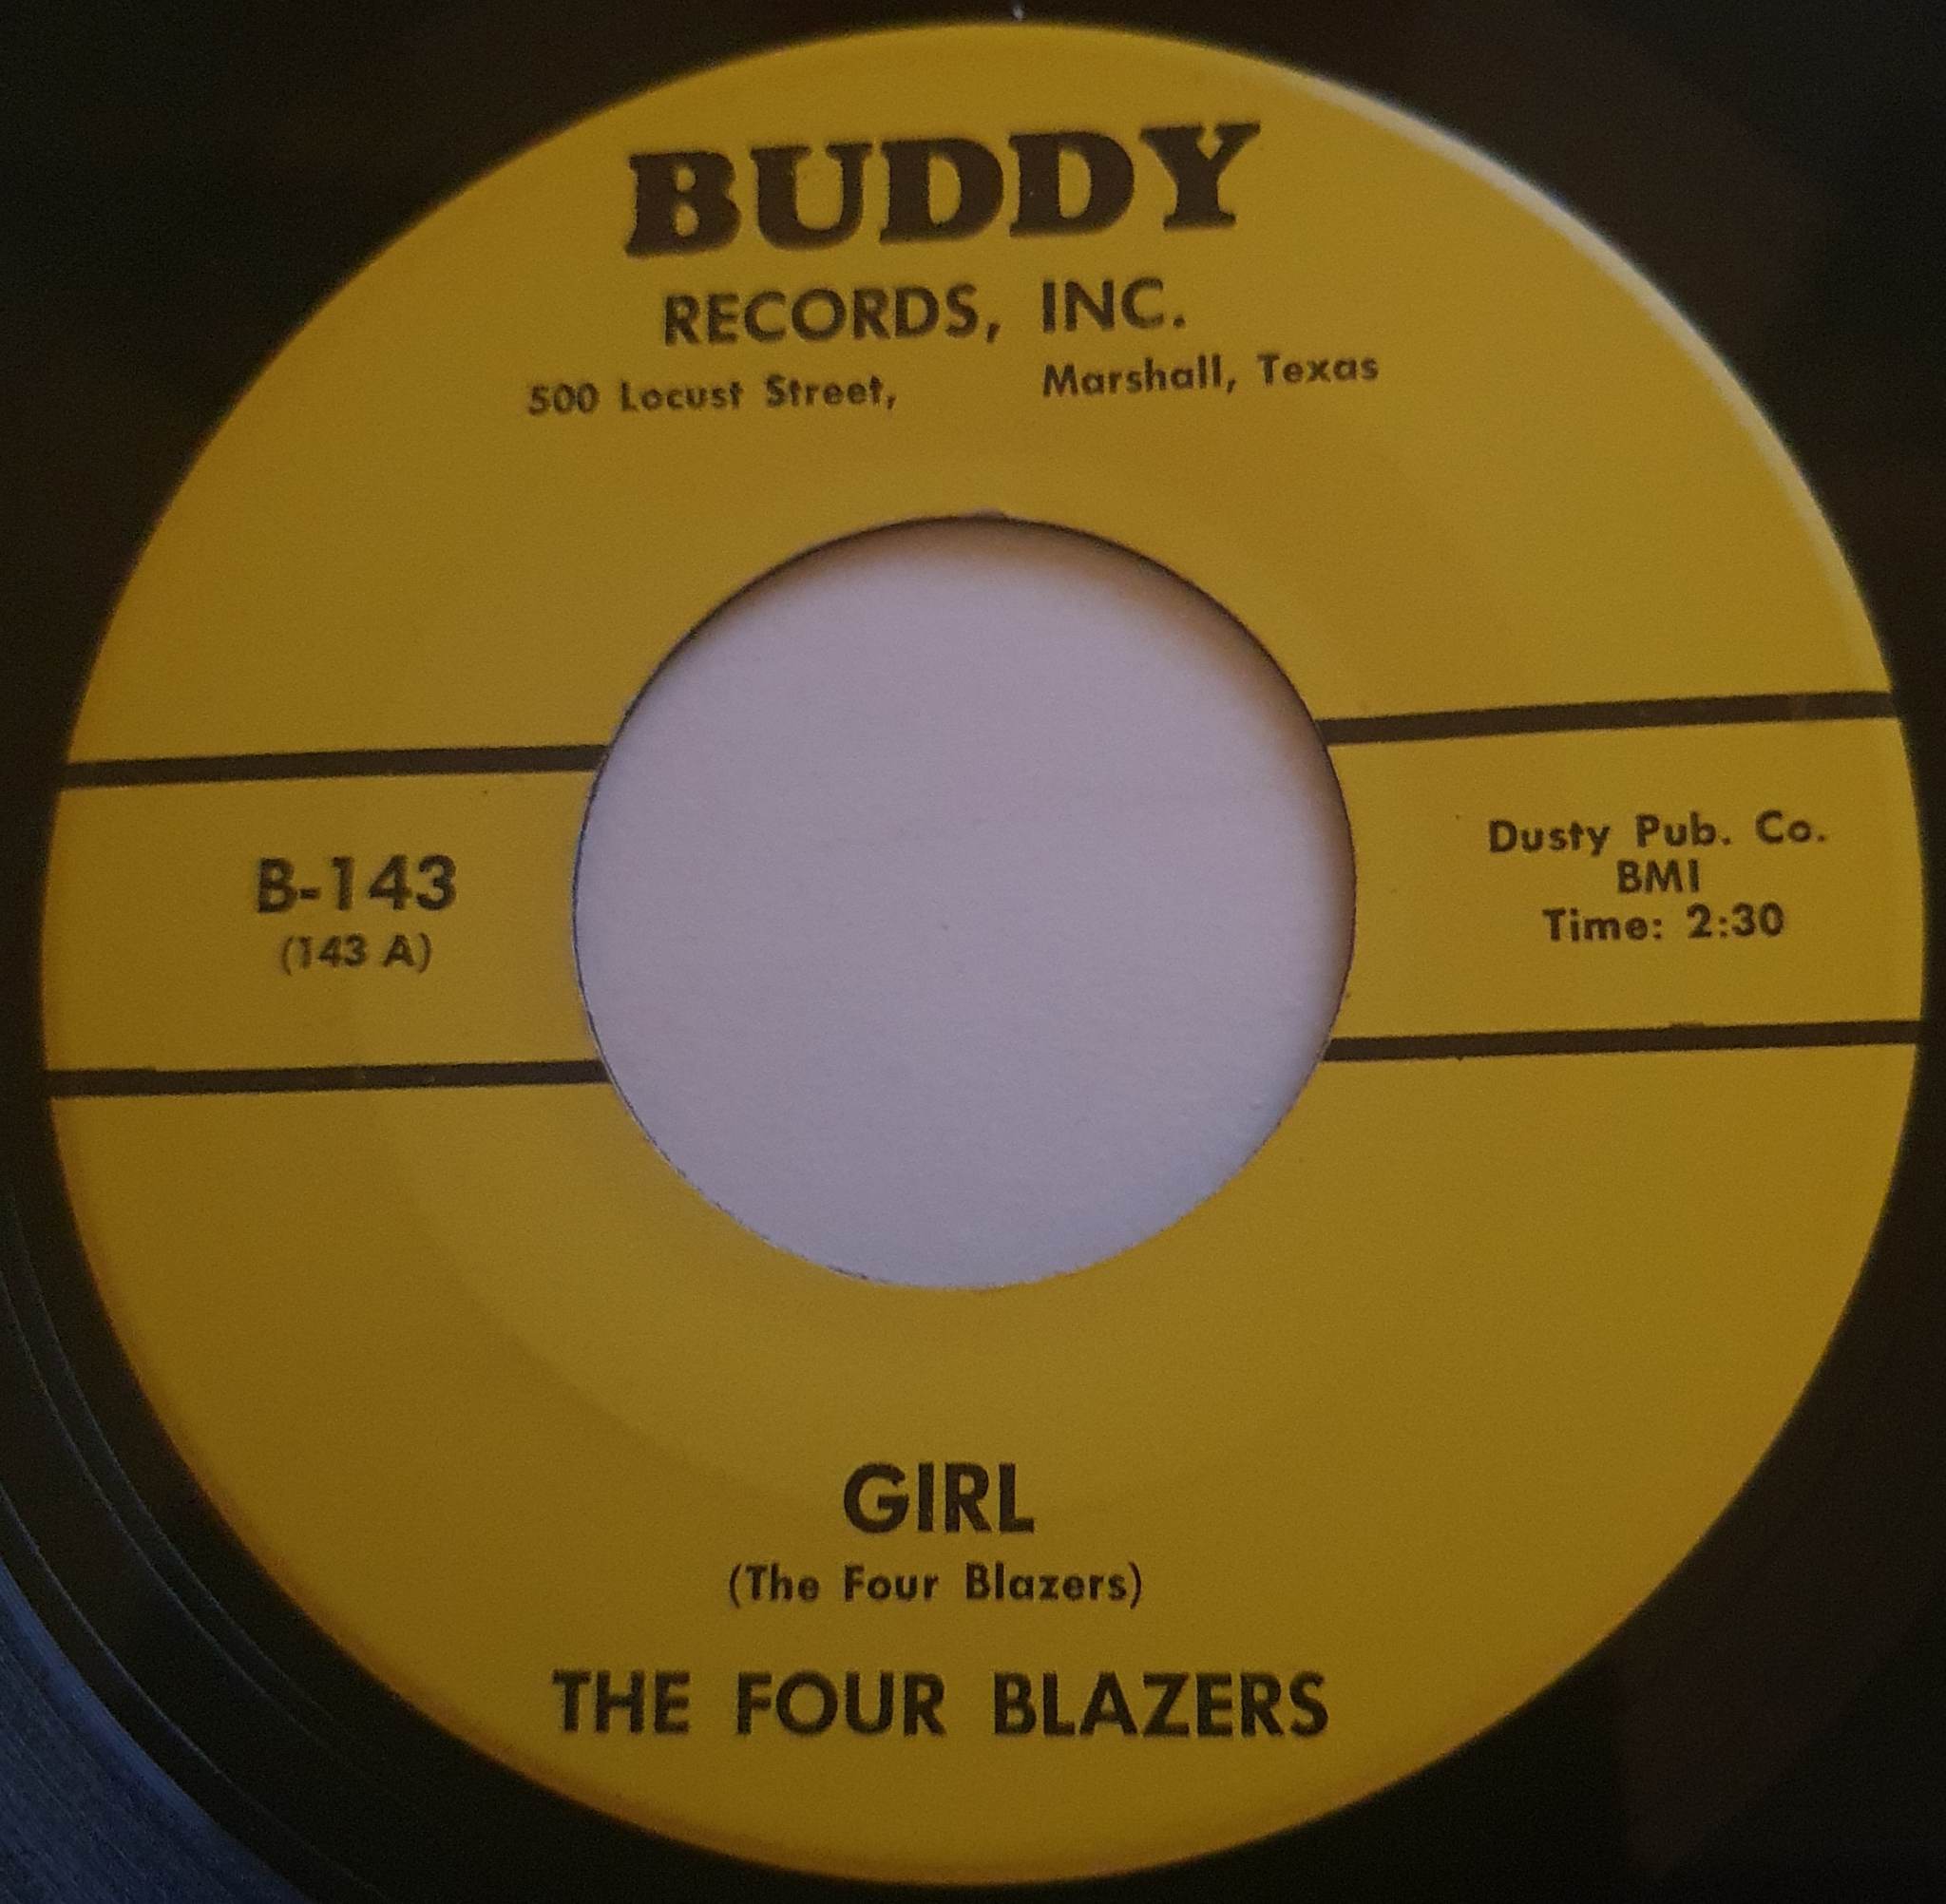 BUDDY
RECORDS, INC.
500 Locust Street, Marshall, Texas
B-143
(143 A)
Dusty Pub. Co.
BMI
Time: 2:30
GIRL
(The Four Blazers)
THE FOUR BLAZERS